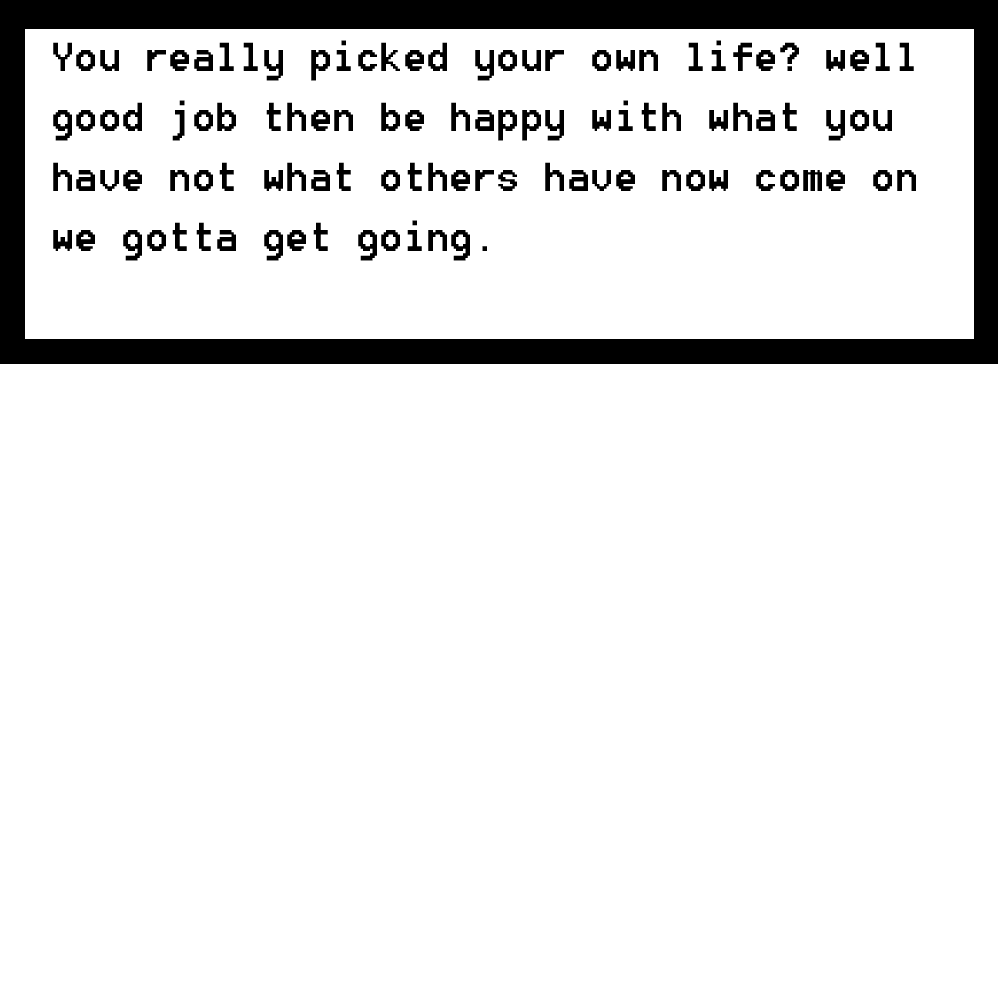 You really picked your own life? well
good job then be happy with what you
have not what others have now come on
we gotta get going.